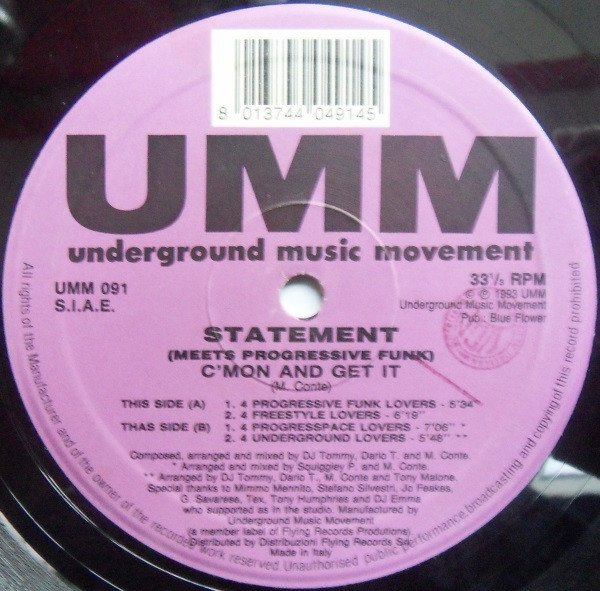 8 013744 049145
UMM
underground music movement
UMM 091
S.I.A.E.
33⅓ RPM
© ℗ 1993 UMM
Underground Music Movement
Pub.: Blue Flower
STATEMENT
(MEETS PROGRESSIVE FUNK)
C'MON AND GET IT
(M. Conte)
THIS SIDE (A) 1. 4 PROGRESSIVE FUNK LOVERS - 5'34"
2. 4 FREESTYLE LOVERS - 6'19"
THAS SIDE (B) 1. 4 PROGRESSPACE LOVERS - 7'06" *
2. 4 UNDERGROUND LOVERS - 5'48" **
Composed, arranged and mixed by DJ Tommy, Dario T. and M. Conte.
* Arranged and mixed by Squiggley P. and M. Conte.
** Arranged by DJ Tommy, Dario T., M. Conte and Tony Malone.
Special thanks to Mimmo Mennito, Stefano Silvestri, Jo Feakes,
G. Savarese, Tex, Tony Humphries and DJ Emma
who supported as in the studio. Manufactured by
Underground Music Movement
(a member label of Flying Records Produtions)
Distributed by Distribuzioni Flying Records Srl
Made in Italy
All rights of the Manufacturer and of the owner of the recorded work reserved Unauthorised public performance, broadcasting and copying of this record prohibited